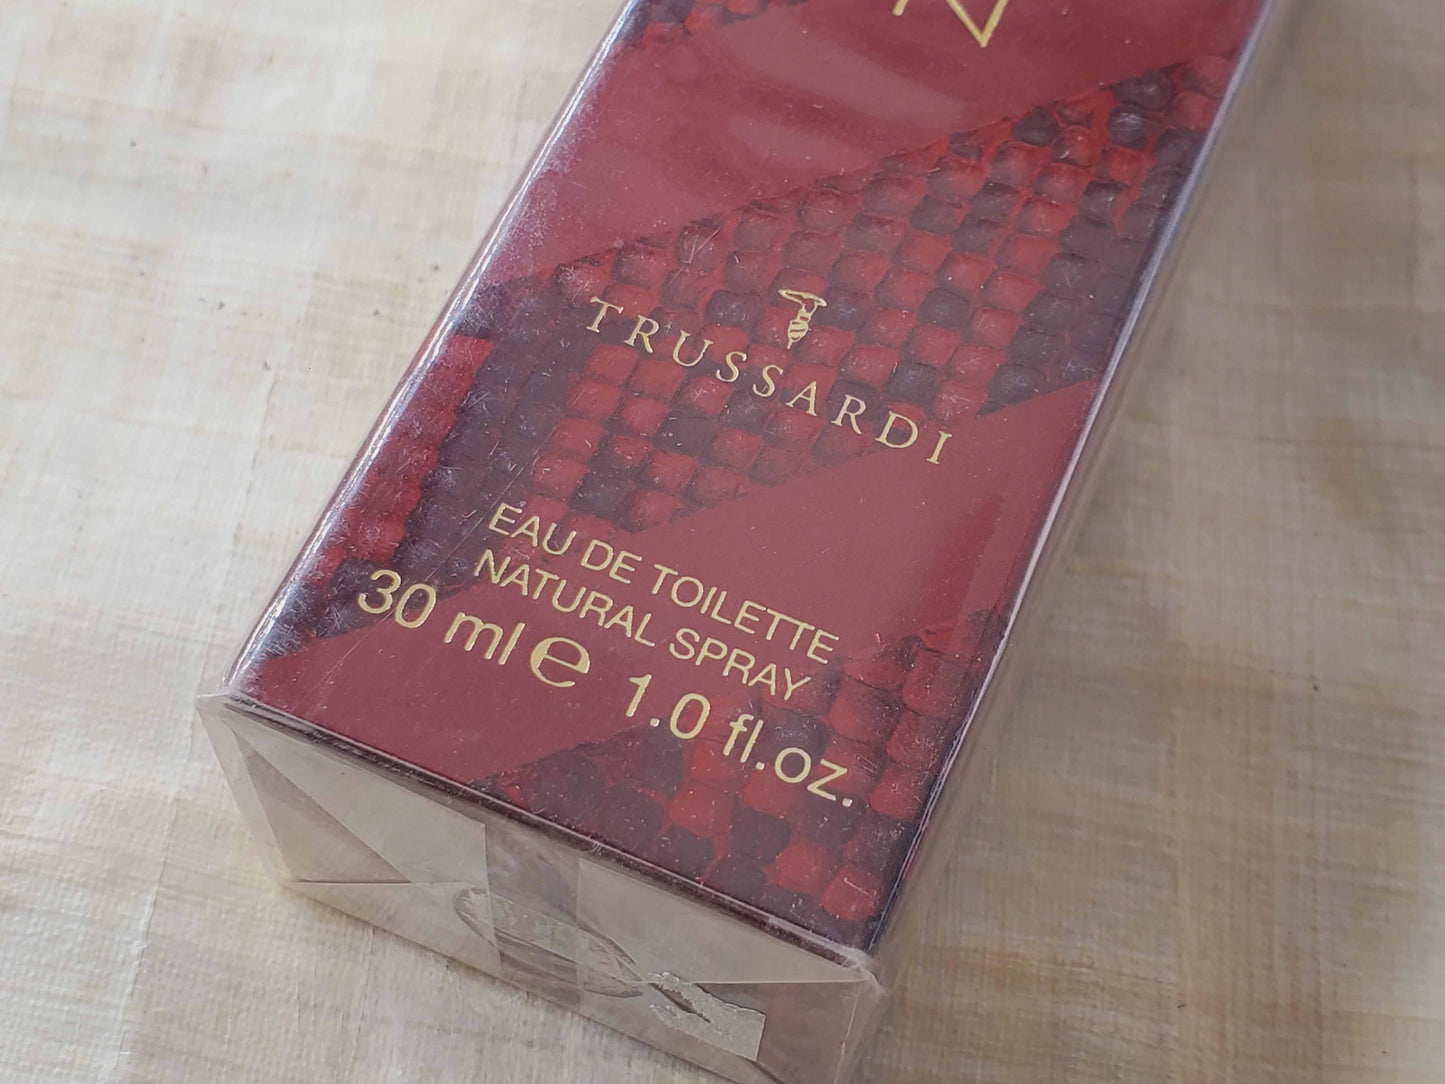 N
TRUSSARDI
EAU DE TOILETTE
NATURAL SPRAY
30 ml ℮ 1.0 fl.oz.